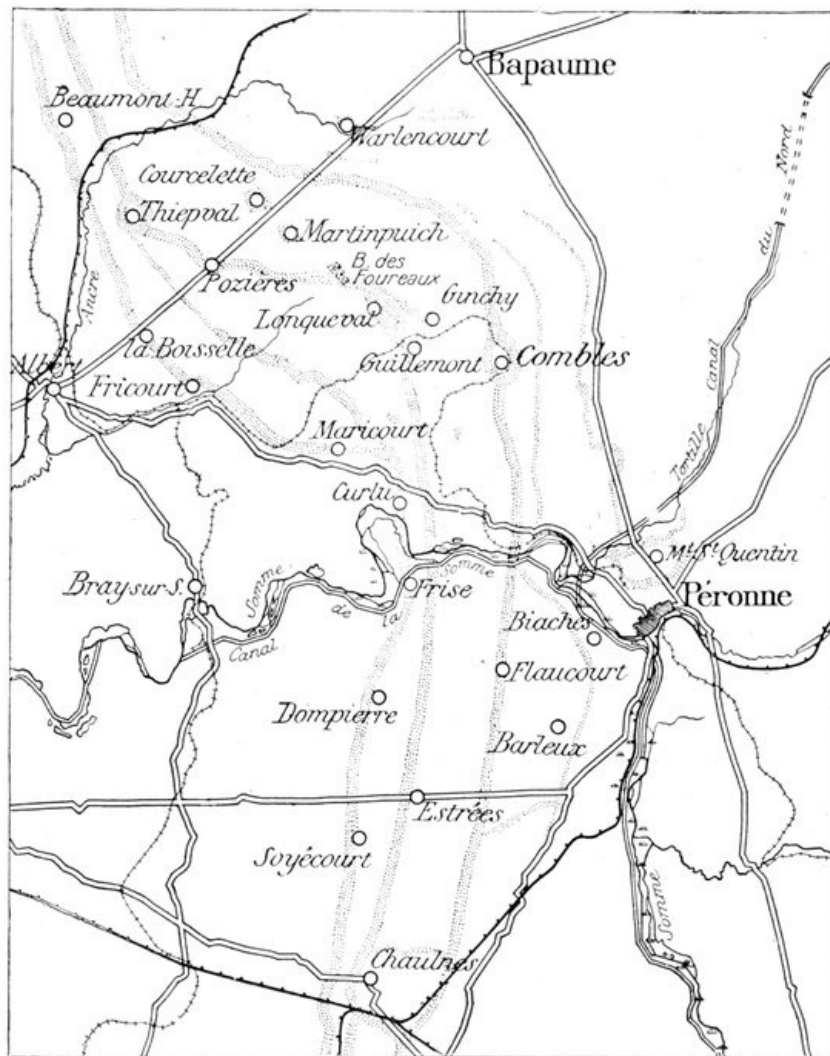 Bapaume
Beaumont-H.
Warlencourt
Courcelette
Thiepval
Martinpuich
Nord
du
Canal
Tortille
B. des
Foureaux
Pozières
Ancre
Longueval
Ginchy
la Boisselle
Guillemont
Combles
Albert
Fricourt
Maricourt
Curlu
Mt. St. Quentin
Bray sur S.
Somme
Frise
Somme
Péronne
Canal
de
la
Biaches
Flaucourt
Dompierre
Barleux
Estrées
Soyécourt
Somme
Chaulnes